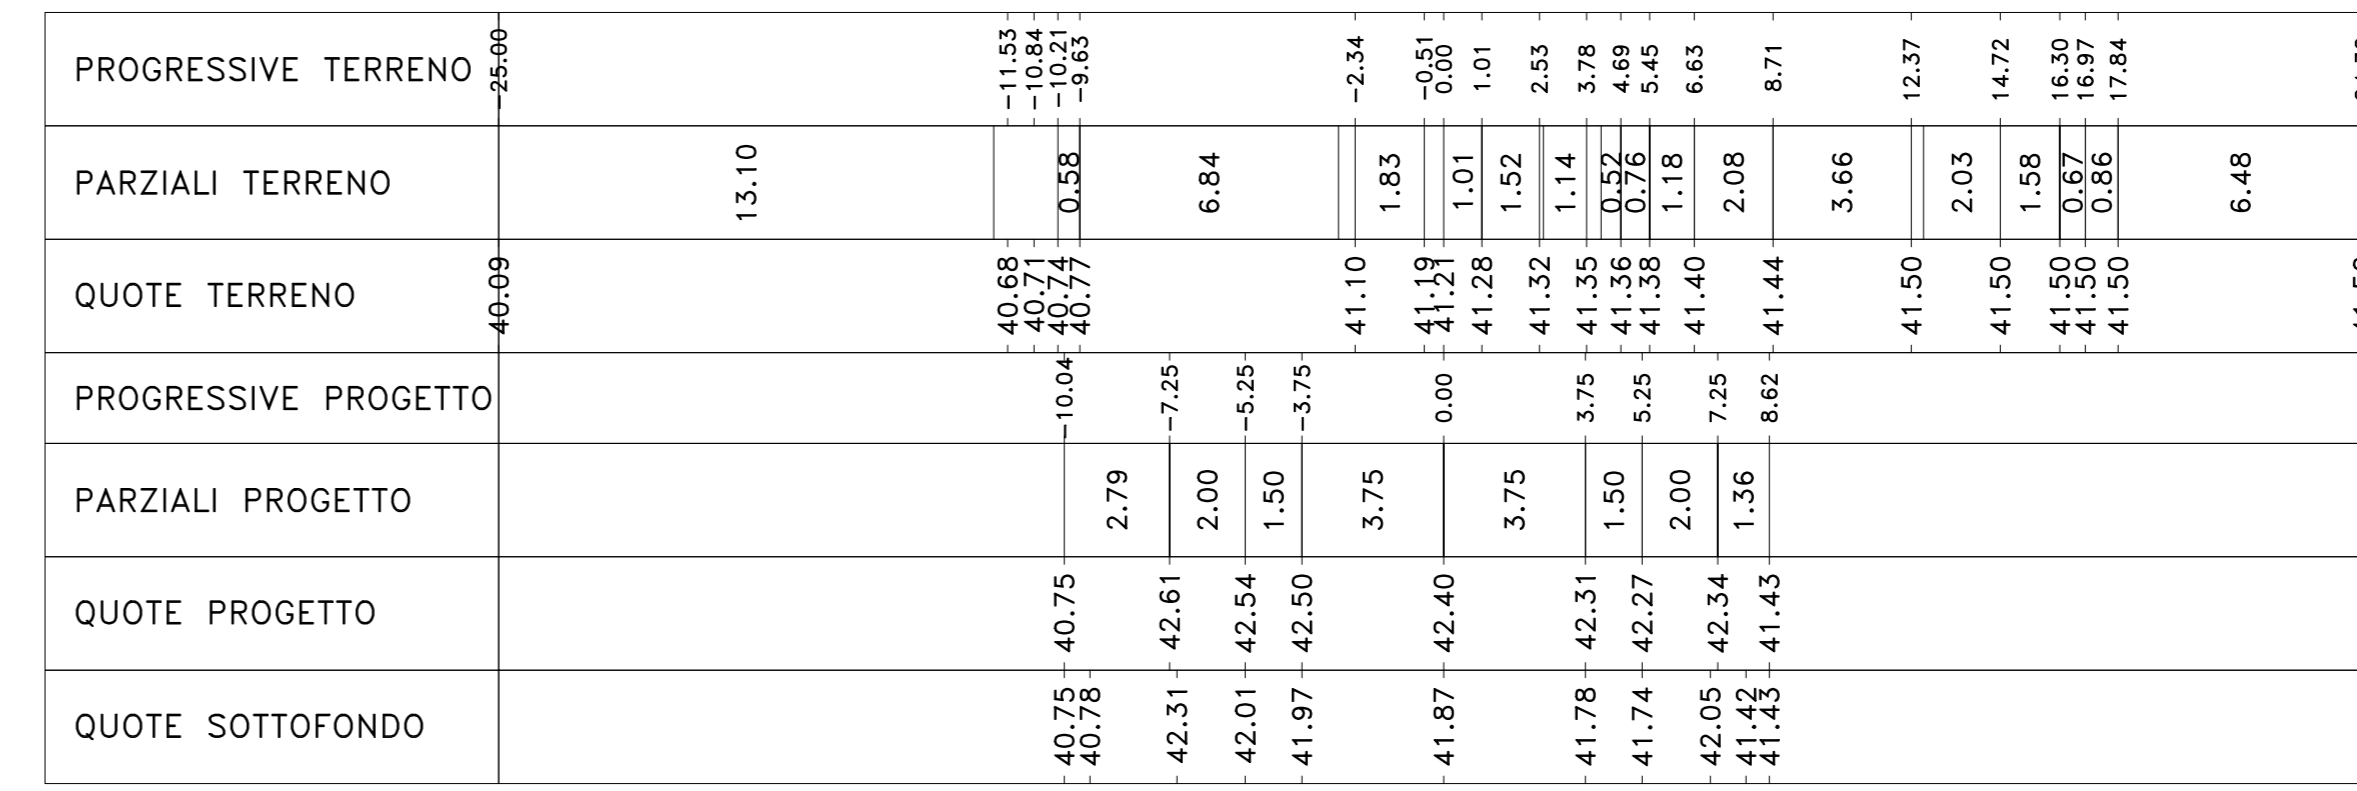 PROGRESSIVE TERRENO -25.00 -11.53 -10.84 -10.21 -9.63 -2.34 -0.51 0.00 1.01 2.53 3.78 4.69 5.45 6.63 8.71 12.37 14.72 16.30 16.97 17.84
PARZIALI TERRENO 13.10 0.58 6.84 1.83 1.01 1.52 1.14 0.52 0.76 1.18 2.08 3.66 2.03 1.58 0.67 0.86 6.48
QUOTE TERRENO 40.09 40.68 40.71 40.74 40.77 41.10 41.19 41.21 41.28 41.32 41.35 41.36 41.38 41.40 41.44 41.50 41.50 41.50 41.50 41.50
PROGRESSIVE PROGETTO -10.04 -7.25 -5.25 -3.75 0.00 3.75 5.25 7.25 8.62
PARZIALI PROGETTO 2.79 2.00 1.50 3.75 3.75 1.50 2.00 1.36
QUOTE PROGETTO 40.75 42.61 42.54 42.50 42.40 42.31 42.27 42.34 41.43
QUOTE SOTTOFONDO 40.75 40.78 42.31 42.01 41.97 41.87 41.78 41.74 42.05 41.42 41.43